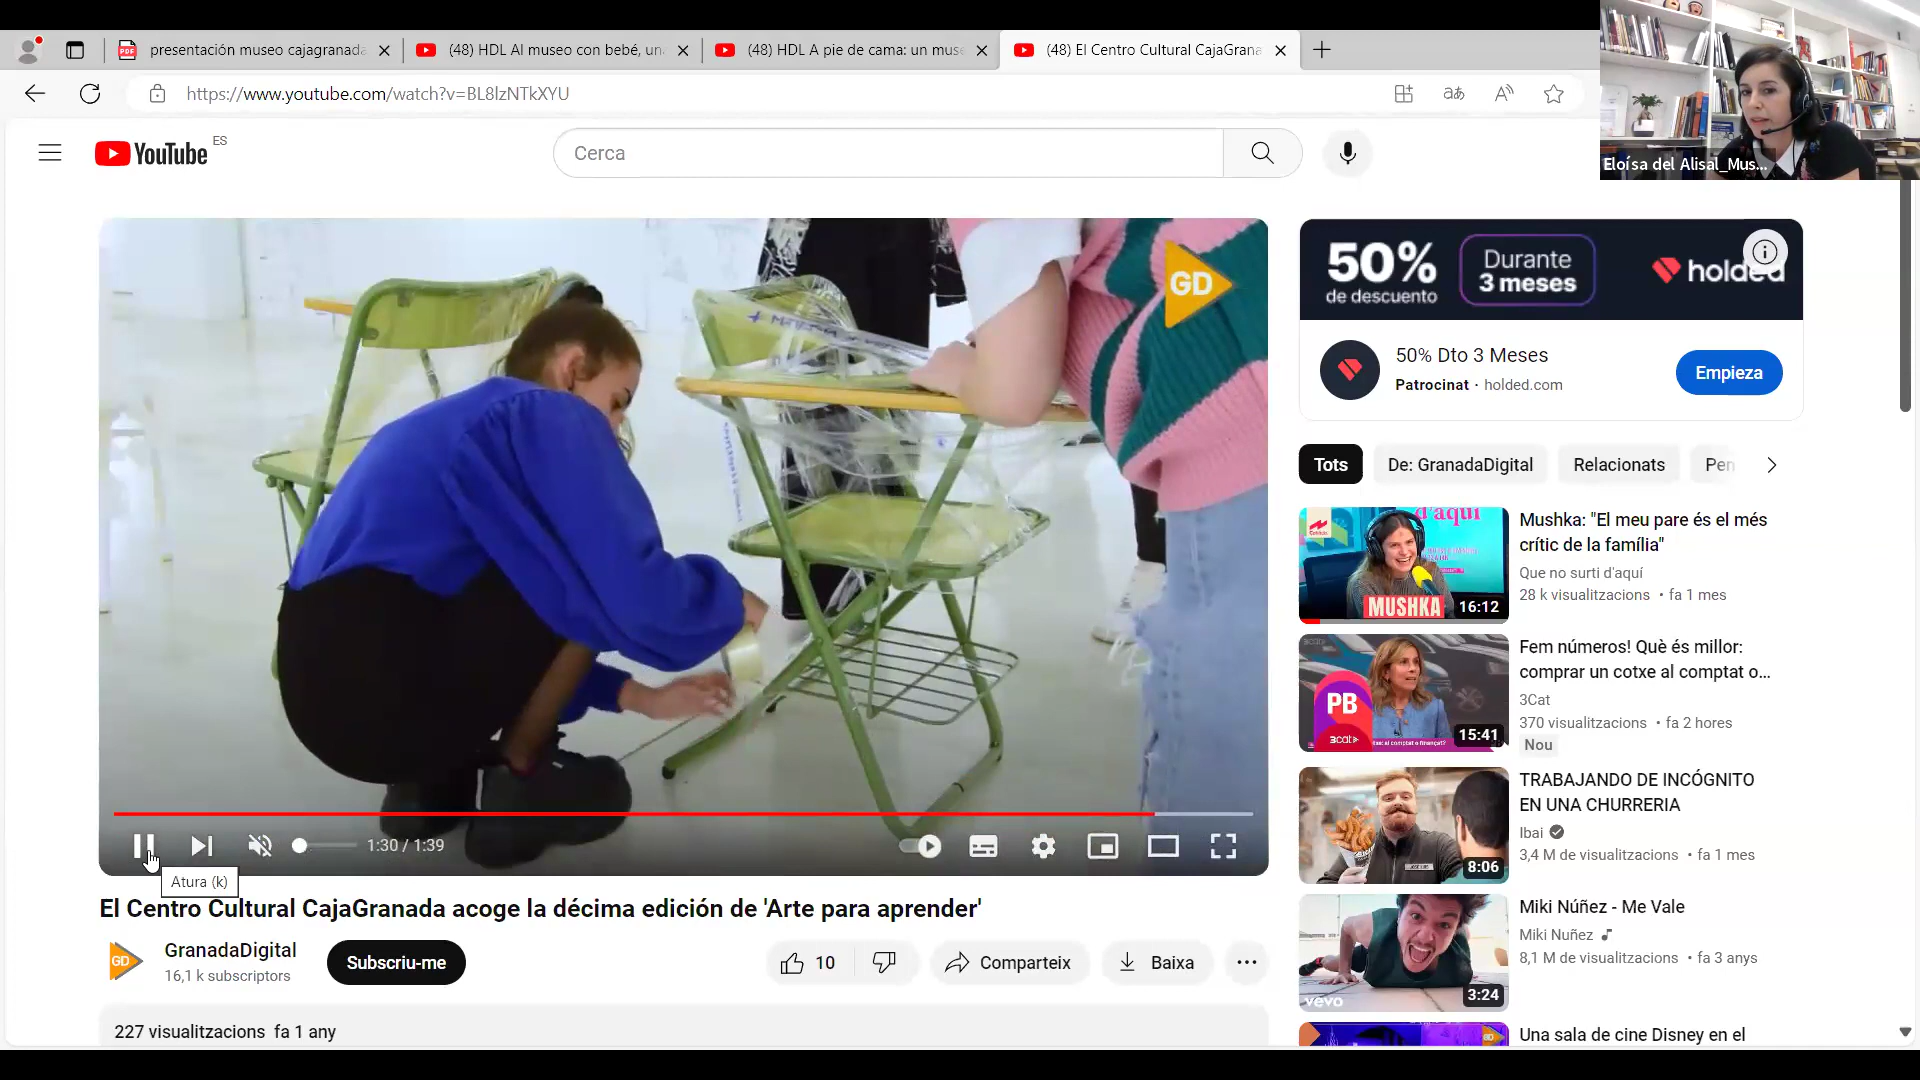 presentación museo cajagranada
(48) HDL Al museo con bebé, un
(48) HDL A pie de cama: un muse
(48) El Centro Cultural CajaGrana
https://www.youtube.com/watch?v=BL8lzNTkXYU
YouTube ES
Cerca
Eloísa del Alisal_Mus...
GD
50% de descuento
Durante 3 meses
holded
50% Dto 3 Meses
Patrocinat · holded.com
Empieza
Tots
De: GranadaDigital
Relacionats
Per
d'aquí
MUSHKA
16:12
Mushka: "El meu pare és el més
crític de la família"
Que no surti d'aquí
28 k visualitzacions • fa 1 mes
PB
3cat
15:41
Fem números! Què és millor:
comprar un cotxe al comptat o...
3Cat
370 visualitzacions • fa 2 hores
Nou
8:06
TRABAJANDO DE INCÓGNITO
EN UNA CHURRERIA
Ibai
3,4 M de visualitzacions • fa 1 mes
vevo
3:24
Miki Núñez - Me Vale
Miki Núñez
8,1 M de visualitzacions • fa 3 anys
Una sala de cine Disney en el
1:30 / 1:39
Atura (k)
El Centro Cultural CajaGranada acoge la décima edición de 'Arte para aprender'
GD
GranadaDigital
16,1 k subscriptors
Subscriu-me
10
Comparteix
Baixa
227 visualitzacions fa 1 any